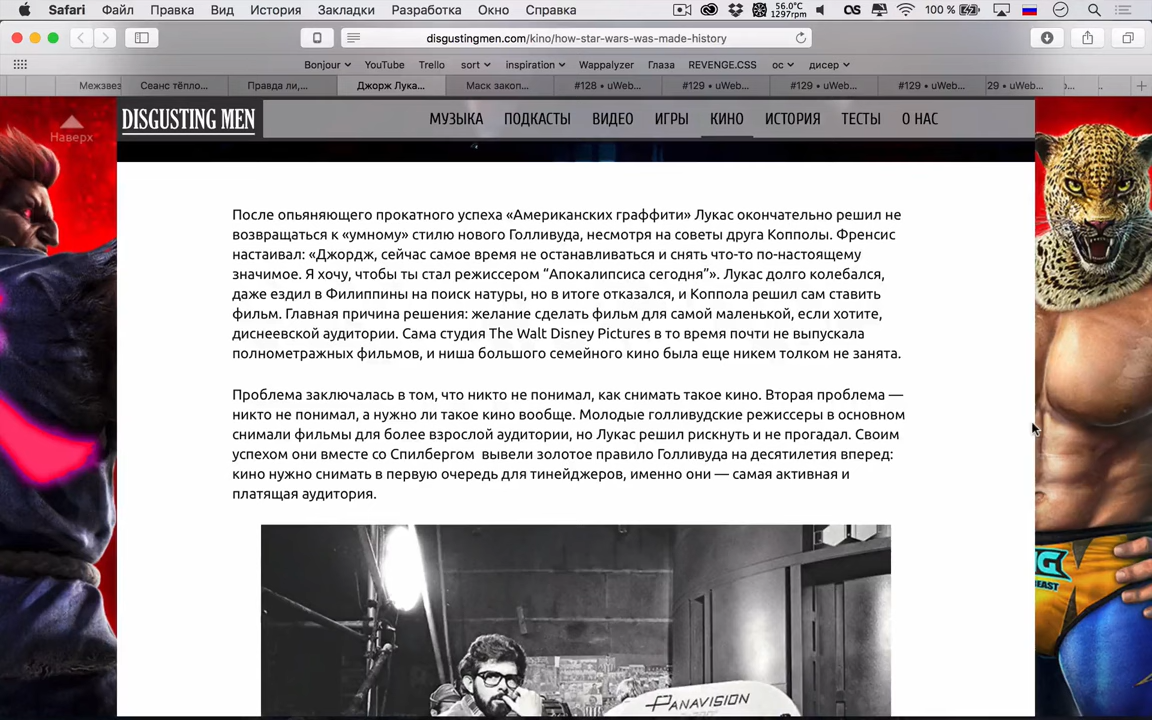 Safari Файл Правка Вид История Закладки Разработка Окно Справка 56.0°C 1297rpm 100 %
disgustingmen.com/kino/how-star-wars-was-made-history
Bonjour YouTube Trello sort inspiration Wappalyzer Глаза REVENGE.CSS ос дисер
Межзвез Сеанс тёпло... Правда ли,... Джорж Лука... Маск закоп... #128 • uWeb... #129 • uWeb... #129 • uWeb... #129 • uWeb... 29 • uWeb...
Наверх
DISGUSTING MEN МУЗЫКА ПОДКАСТЫ ВИДЕО ИГРЫ КИНО ИСТОРИЯ ТЕСТЫ О НАС
После опьяняющего прокатного успеха «Американских граффити» Лукас окончательно решил не
возвращаться к «умному» стилю нового Голливуда, несмотря на советы друга Копполы. Френсис
настаивал: «Джордж, сейчас самое время не останавливаться и снять что-то по-настоящему
значимое. Я хочу, чтобы ты стал режиссером “Апокалипсиса сегодня”». Лукас долго колебался,
даже ездил в Филиппины на поиск натуры, но в итоге отказался, и Коппола решил сам ставить
фильм. Главная причина решения: желание сделать фильм для самой маленькой, если хотите,
диснеевской аудитории. Сама студия The Walt Disney Pictures в то время почти не выпускала
полнометражных фильмов, и ниша большого семейного кино была еще никем толком не занята.
Проблема заключалась в том, что никто не понимал, как снимать такое кино. Вторая проблема —
никто не понимал, а нужно ли такое кино вообще. Молодые голливудские режиссеры в основном
снимали фильмы для более взрослой аудитории, но Лукас решил рискнуть и не прогадал. Своим
успехом они вместе со Спилбергом вывели золотое правило Голливуда на десятилетия вперед:
кино нужно снимать в первую очередь для тинейджеров, именно они — самая активная и
платящая аудитория.
PANAVISION